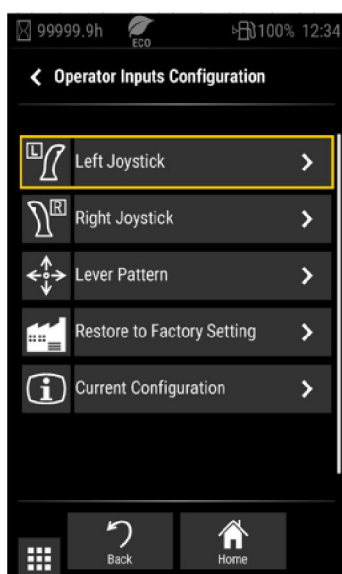 99999.9h ECO 100% 12:34
Operator Inputs Configuration
L Left Joystick
R Right Joystick
Lever Pattern
Restore to Factory Setting
i Current Configuration
Back Home